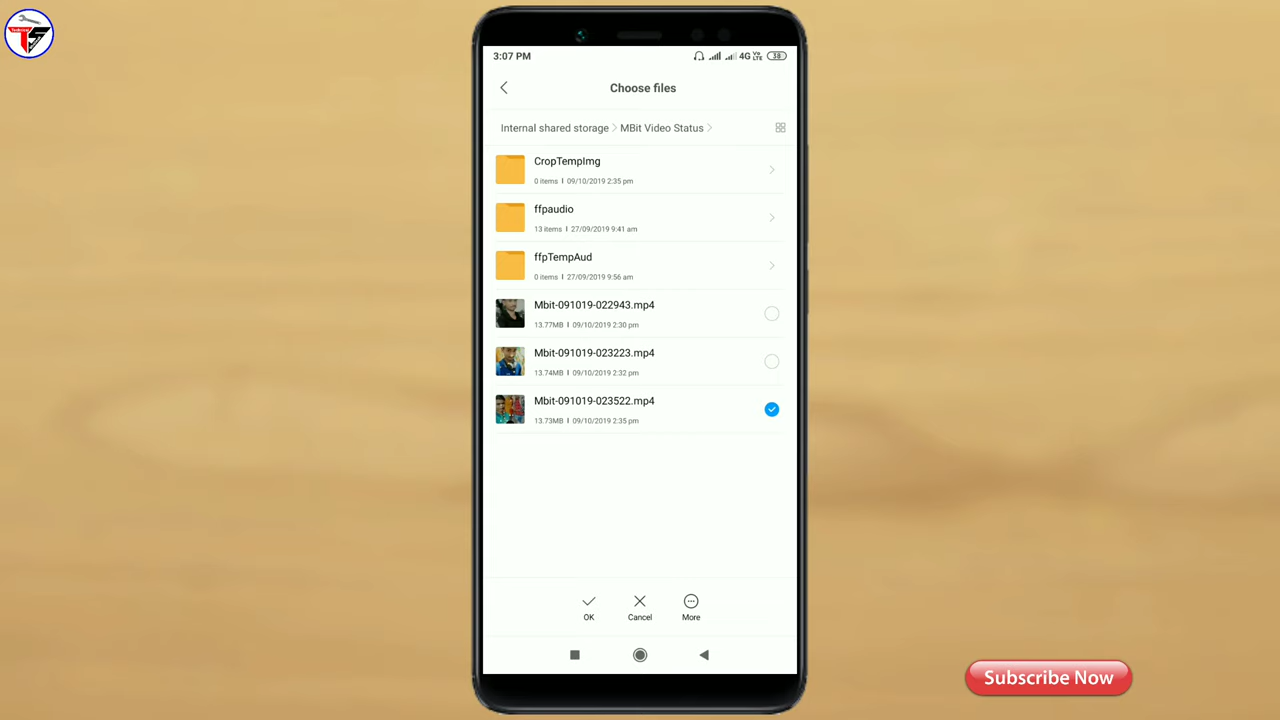 3:07 PM
4G VoLTE 38
Choose files
Internal shared storage > MBit Video Status >
CropTempImg
0 items I 09/10/2019 2:35 pm
ffpaudio
13 items I 27/09/2019 9:41 am
ffpTempAud
0 items I 27/09/2019 9:56 am
Mbit-091019-022943.mp4
13.77MB I 09/10/2019 2:30 pm
Mbit-091019-023223.mp4
13.74MB I 09/10/2019 2:32 pm
Mbit-091019-023522.mp4
13.73MB I 09/10/2019 2:35 pm
OK Cancel More
Subscribe Now